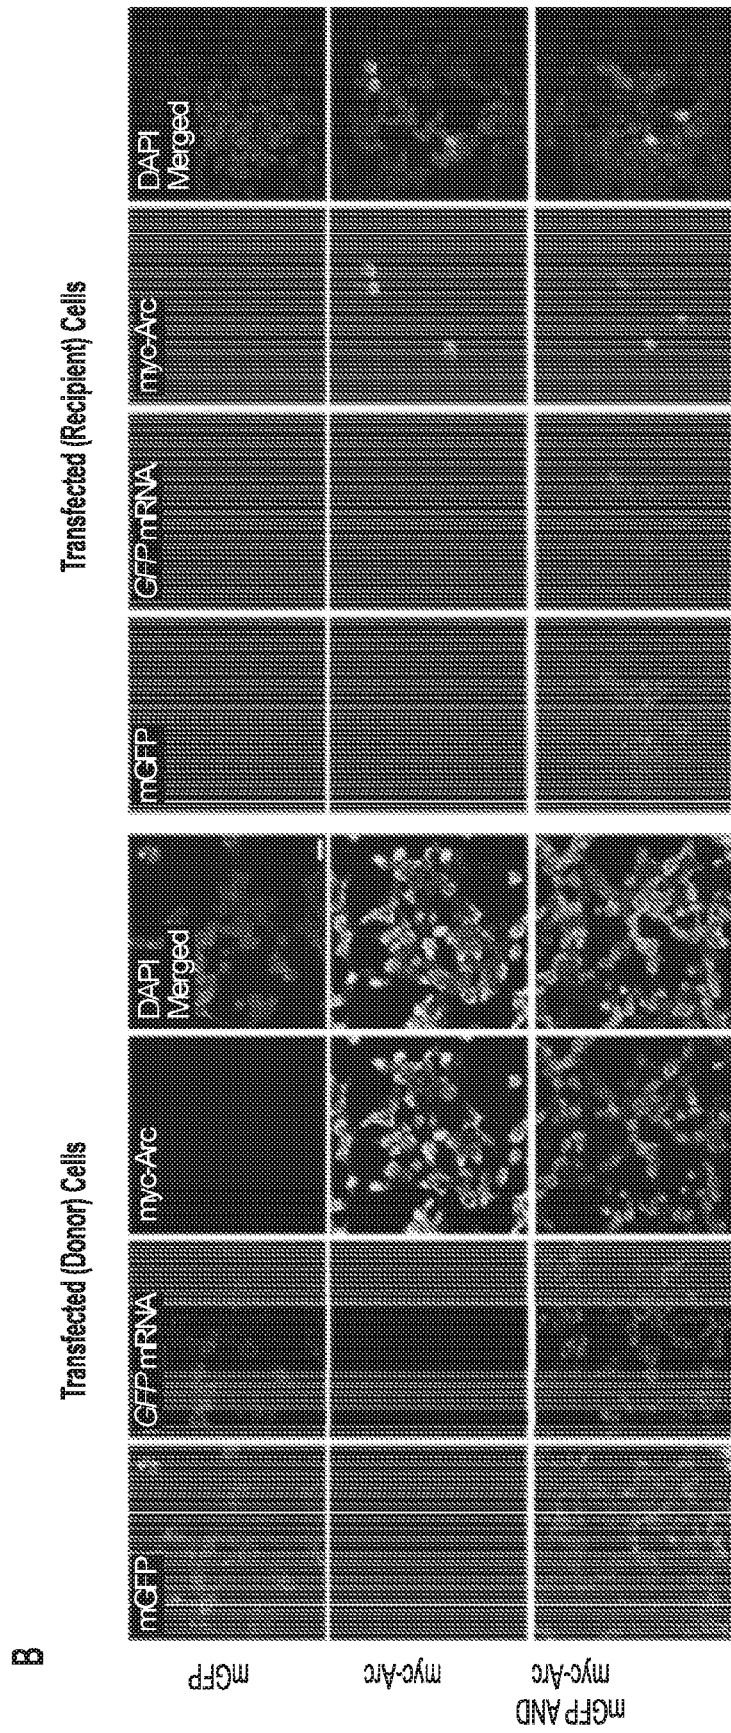 B
Transfected (Donor) Cells
Transfected (Recipient) Cells
mGFP
GFP mRNA
myc-Arc
DAPI
Merged
mGFP
GFP mRNA
myc-Arc
DAPI
Merged
mGFP
myc-Arc
mGFP AND
myc-Arc